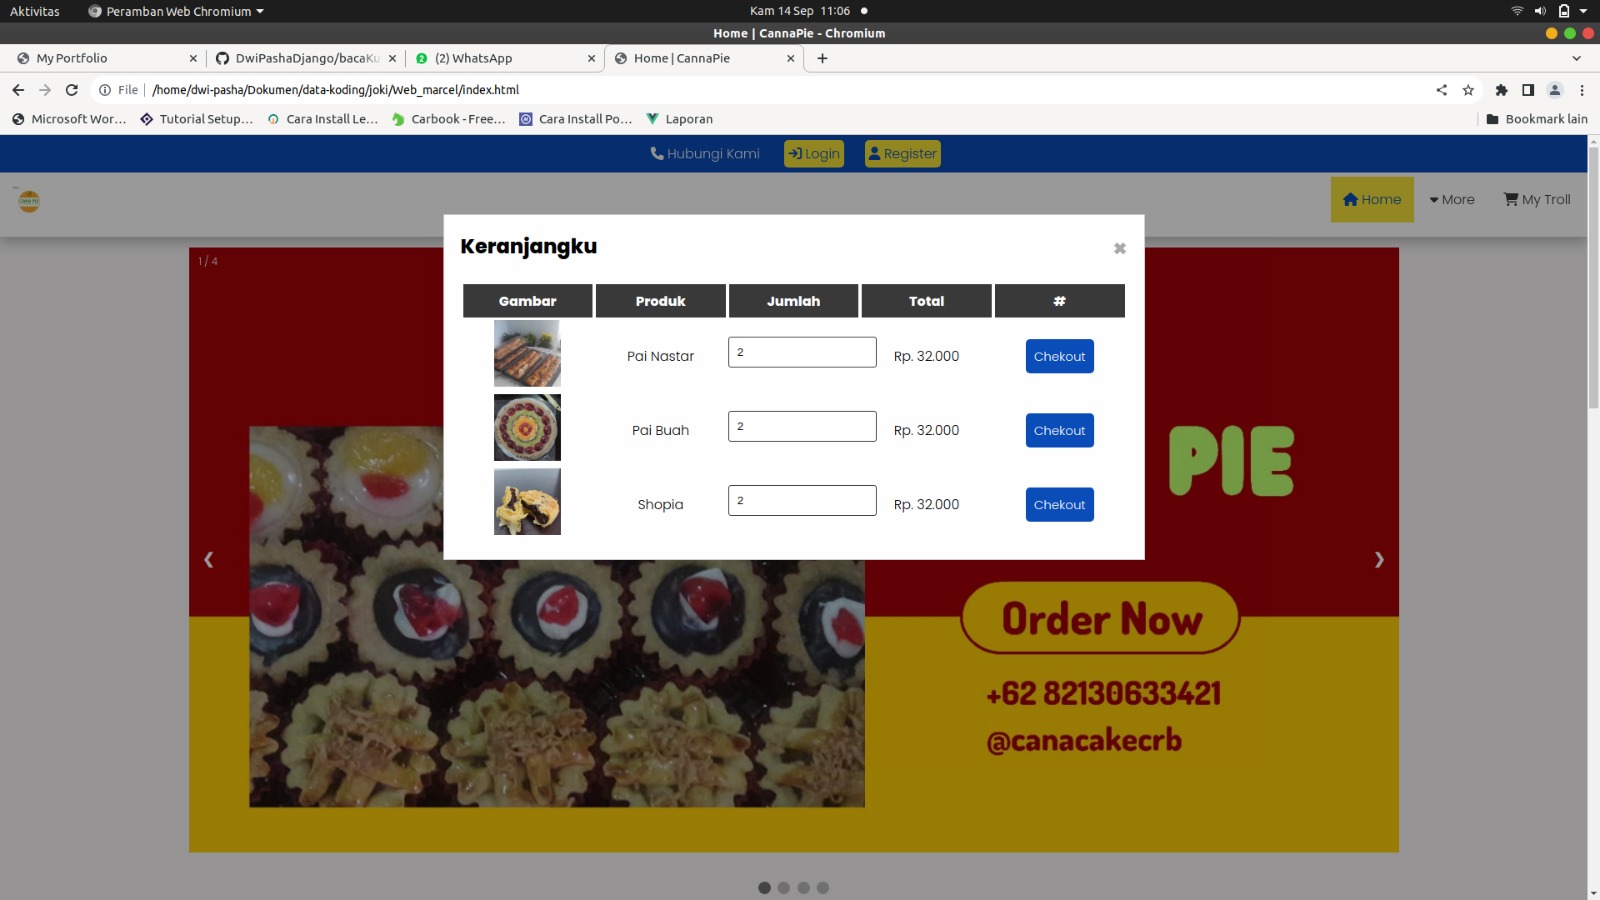 Aktivitas Peramban Web Chromium Kam 14 Sep 11:06
Home | CannaPie - Chromium
My Portfolio DwiPashaDjango/bacaKu (2) WhatsApp Home | CannaPie
File /home/dwi-pasha/Dokumen/data-koding/joki/Web_marcel/index.html
Microsoft Wor... Tutorial Setup... Cara Install Le... Carbook - Free... Cara Install Po... Laporan Bookmark lain
Hubungi Kami Login Register
Home More My Troll
Keranjangku
1 / 4
Gambar Produk Jumlah Total #
Pai Nastar 2 Rp. 32.000 Chekout
Pai Buah 2 Rp. 32.000 Chekout
Shopia 2 Rp. 32.000 Chekout
PIE
Order Now
+62 82130633421
@canacakecrb